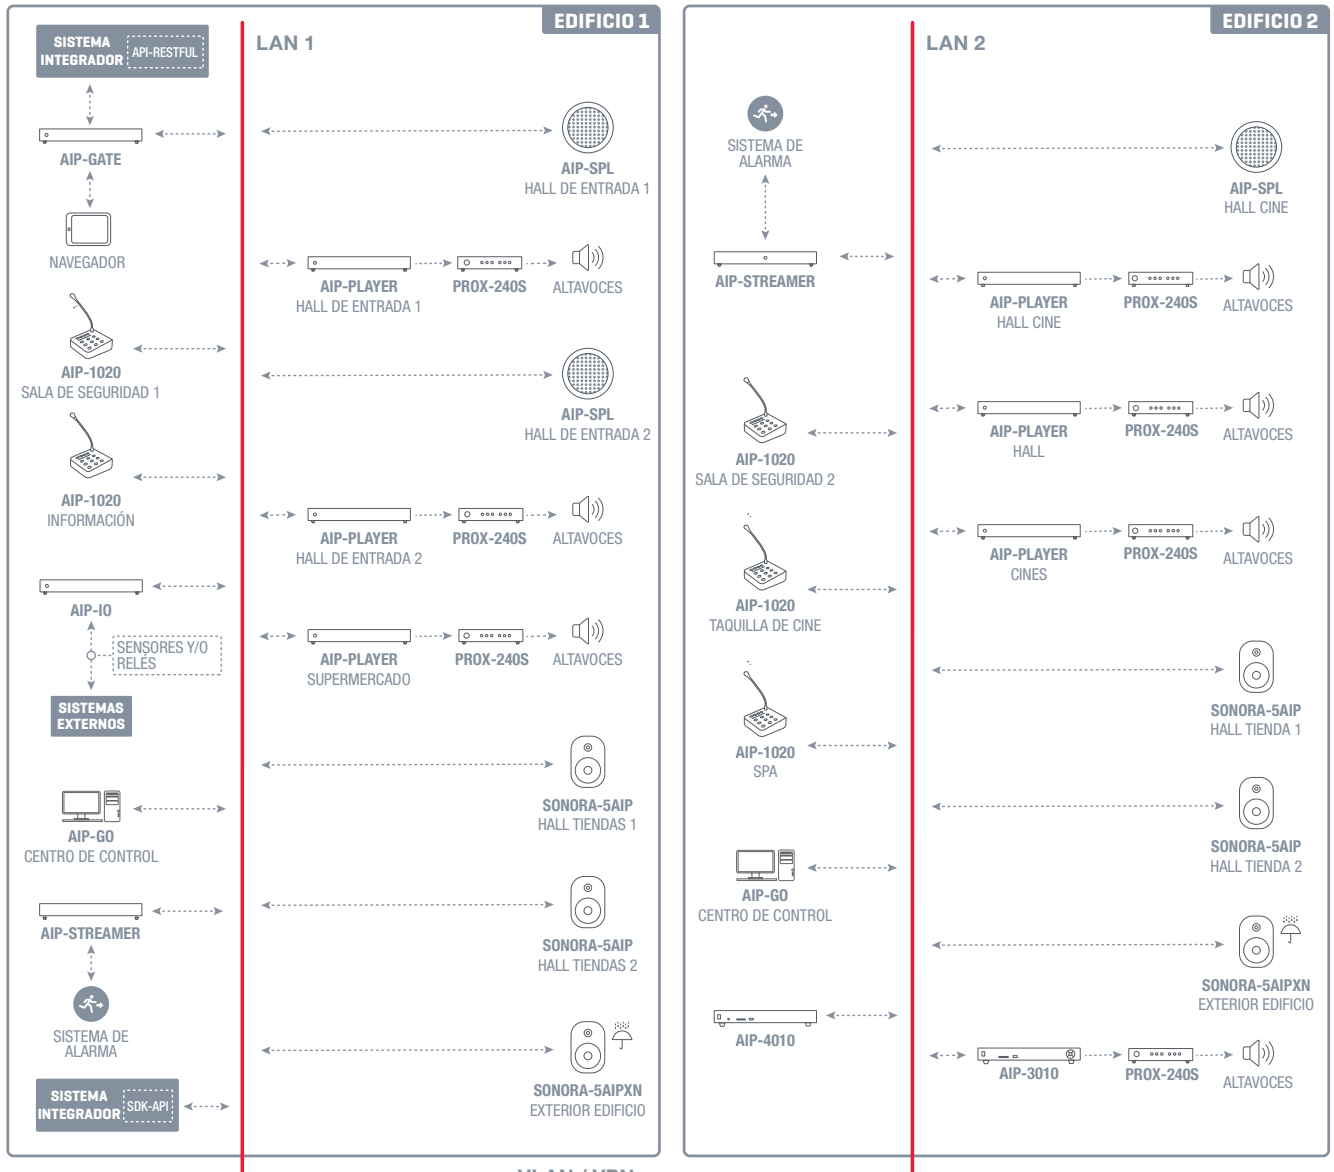 EDIFICIO 1
LAN 1
SISTEMA
INTEGRADOR
API-RESTFUL
AIP-GATE
NAVEGADOR
AIP-1020
SALA DE SEGURIDAD 1
AIP-1020
INFORMACIÓN
AIP-IO
SENSORES Y/O
RELÉS
SISTEMAS
EXTERNOS
AIP-GO
CENTRO DE CONTROL
AIP-STREAMER
SISTEMA DE
ALARMA
SISTEMA
INTEGRADOR
SDK-API
AIP-SPL
HALL DE ENTRADA 1
AIP-PLAYER
HALL DE ENTRADA 1
PROX-240S
ALTAVOCES
AIP-SPL
HALL DE ENTRADA 2
AIP-PLAYER
HALL DE ENTRADA 2
PROX-240S
ALTAVOCES
AIP-PLAYER
SUPERMERCADO
PROX-240S
ALTAVOCES
SONORA-5AIP
HALL TIENDAS 1
SONORA-5AIP
HALL TIENDAS 2
SONORA-5AIPXN
EXTERIOR EDIFICIO
EDIFICIO 2
LAN 2
SISTEMA DE
ALARMA
AIP-STREAMER
AIP-1020
SALA DE SEGURIDAD 2
AIP-1020
TAQUILLA DE CINE
AIP-1020
SPA
AIP-GO
CENTRO DE CONTROL
AIP-4010
AIP-SPL
HALL CINE
AIP-PLAYER
HALL CINE
PROX-240S
ALTAVOCES
AIP-PLAYER
HALL
PROX-240S
ALTAVOCES
AIP-PLAYER
CINES
PROX-240S
ALTAVOCES
SONORA-5AIP
HALL TIENDA 1
SONORA-5AIP
HALL TIENDA 2
SONORA-5AIPXN
EXTERIOR EDIFICIO
AIP-3010
PROX-240S
ALTAVOCES
VLAN / VPN